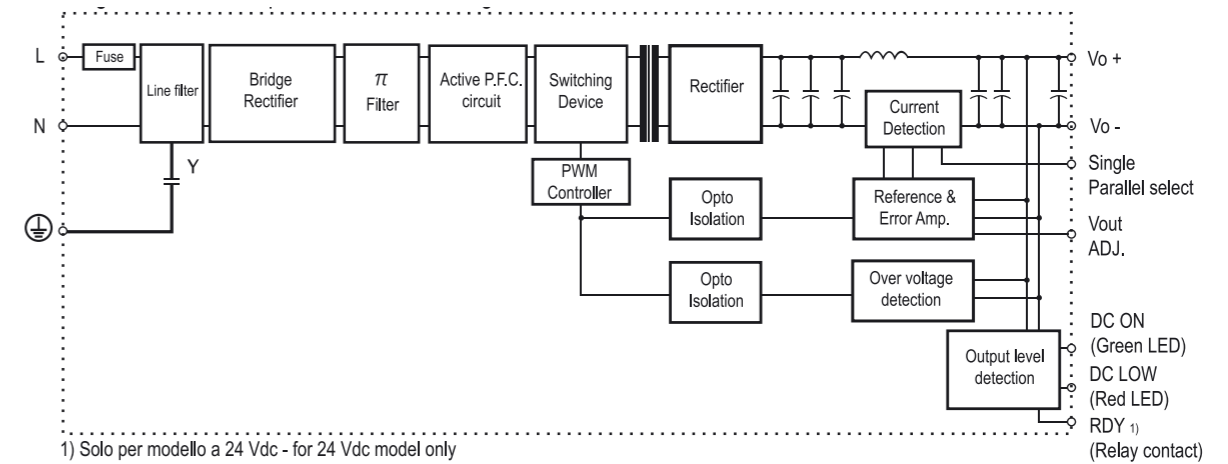 L
Fuse
Line filter
Bridge
Rectifier
π
Filter
Active P.F.C.
circuit
Switching
Device
Rectifier
Current
Detection
Vo +
N
Vo -
Y
PWM
Controller
Opto
Isolation
Reference &
Error Amp.
Single
Parallel select
Vout
ADJ.
Opto
Isolation
Over voltage
detection
Output level
detection
DC ON
(Green LED)
DC LOW
(Red LED)
RDY 1)
(Relay contact)
1) Solo per modello a 24 Vdc - for 24 Vdc model only